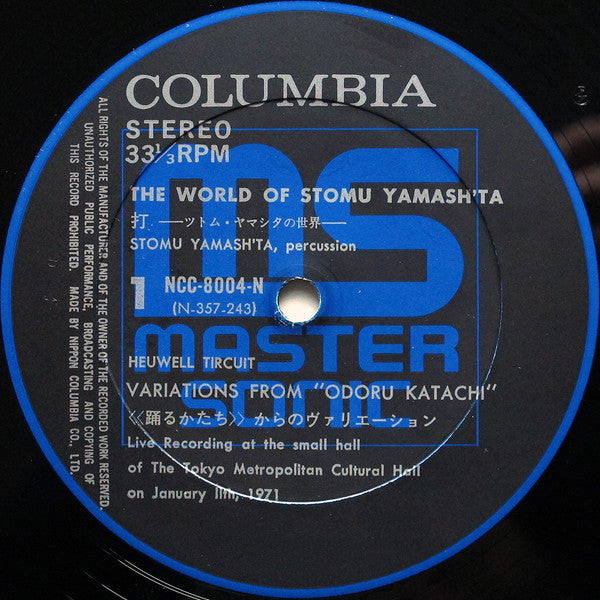 COLUMBIA
STEREO
33⅓RPM
MS
THE WORLD OF STOMU YAMASH'TA
打 ——ツトム・ヤマシタの世界——
STOMU YAMASH'TA, percussion
1 NCC-8004-N
(N-357-243)
MASTER
SONIC
HEUWELL TIRCUIT
VARIATIONS FROM "ODORU KATACHI"
《踊るかたち》からのヴァリエーション
Live Recording at the small hall
of The Tokyo Metropolitan Cultural Hall
on January 11th, 1971
ALL RIGHTS OF THE MANUFACTURER AND OF THE OWNER OF THE RECORDED WORK RESERVED.
UNAUTHORIZED PUBLIC PERFORMANCE, BROADCASTING AND COPYING OF
THIS RECORD PROHIBITED. MADE BY NIPPON COLUMBIA CO., LTD.